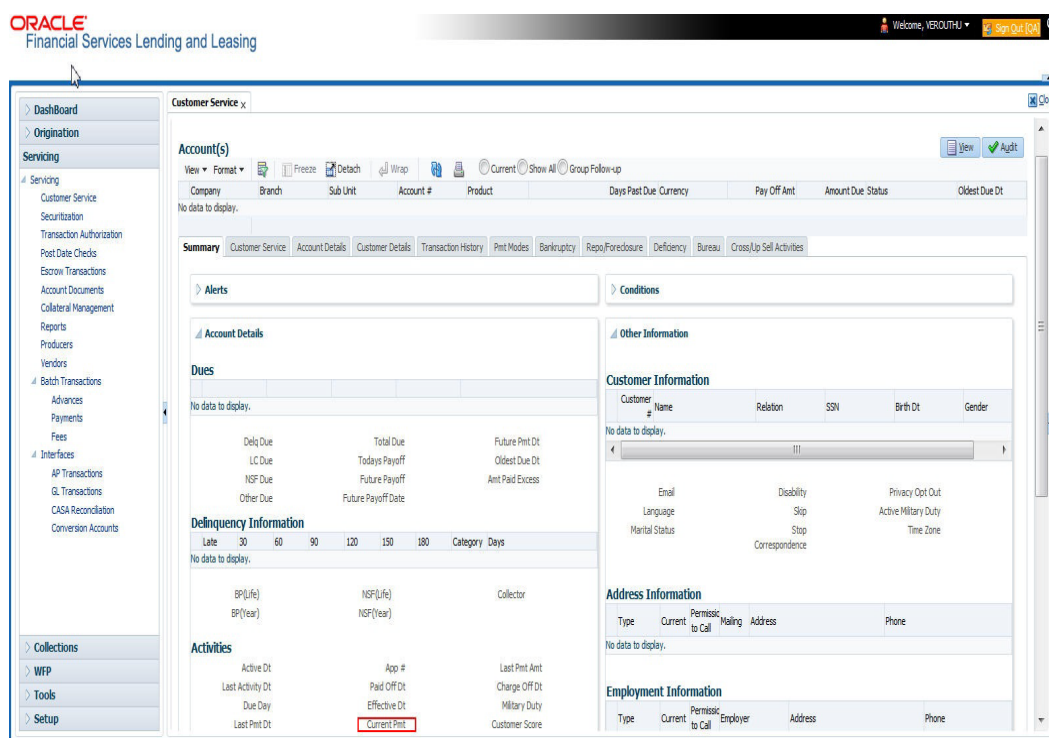 ORACLE'
Financial Services Lending and Leasing
Welcome, VEROUTHU
Sign Out [QA]
DashBoard
Origination
Servicing
Servicing
Customer Service
Securitization
Transaction Authorization
Post Date Checks
Escrow Transactions
Account Documents
Collateral Management
Reports
Producers
Vendors
Batch Transactions
Advances
Payments
Fees
Interfaces
AP Transactions
GL Transactions
CASA Reconciliation
Conversion Accounts
Collections
WFP
Tools
Setup
Customer Service x
Clo
Account(s)
View Audit
View Format Freeze Detach Wrap Current Show All Group Follow-up
Company Branch Sub Unit Account # Product Days Past Due Currency Pay Off Amt Amount Due Status Oldest Due Dt
No data to display.
Summary Customer Service Account Details Customer Details Transaction History Pmt Modes Bankruptcy Repo/Foreclosure Deficiency Bureau Cross/Up Sell Activities
Alerts
Account Details
Dues
No data to display.
Delq Due Total Due Future Pmt Dt
LC Due Todays Payoff Oldest Due Dt
NSF Due Future Payoff Amt Paid Excess
Other Due Future Payoff Date
Delinquency Information
Late 30 60 90 120 150 180 Category Days
No data to display.
BP(Life) NSF(Life) Collector
BP(Year) NSF(Year)
Activities
Active Dt App # Last Pmt Amt
Last Activity Dt Paid Off Dt Charge Off Dt
Due Day Effective Dt Military Duty
Last Pmt Dt Current Pmt Customer Score
Conditions
Other Information
Customer Information
Customer # Name Relation SSN Birth Dt Gender
No data to display.
Email Disability Privacy Opt Out
Language Skip Active Military Duty
Marital Status Stop Correspondence Time Zone
Address Information
Type Current Permissic to Call Mailing Address Phone
No data to display.
Employment Information
Type Current Permissic to Call Employer Address Phone